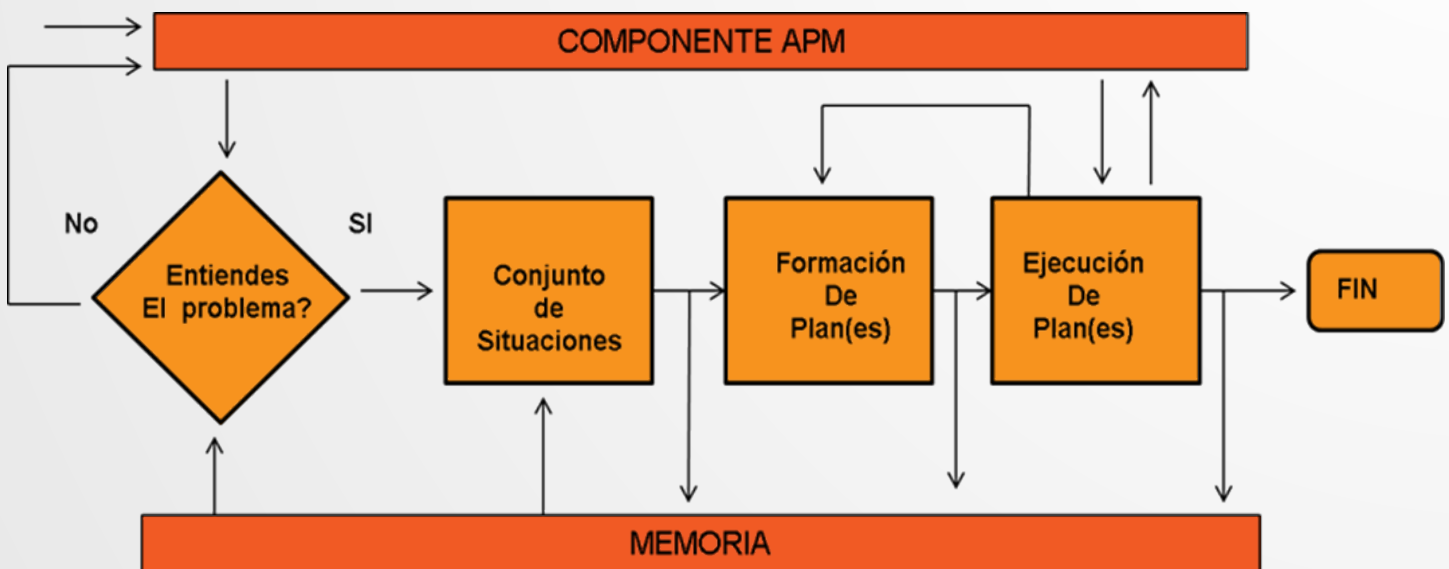 COMPONENTE APM
No
SI
Entiendes
El problema?
Conjunto
de
Situaciones
Formación
De
Plan(es)
Ejecución
De
Plan(es)
FIN
MEMORIA